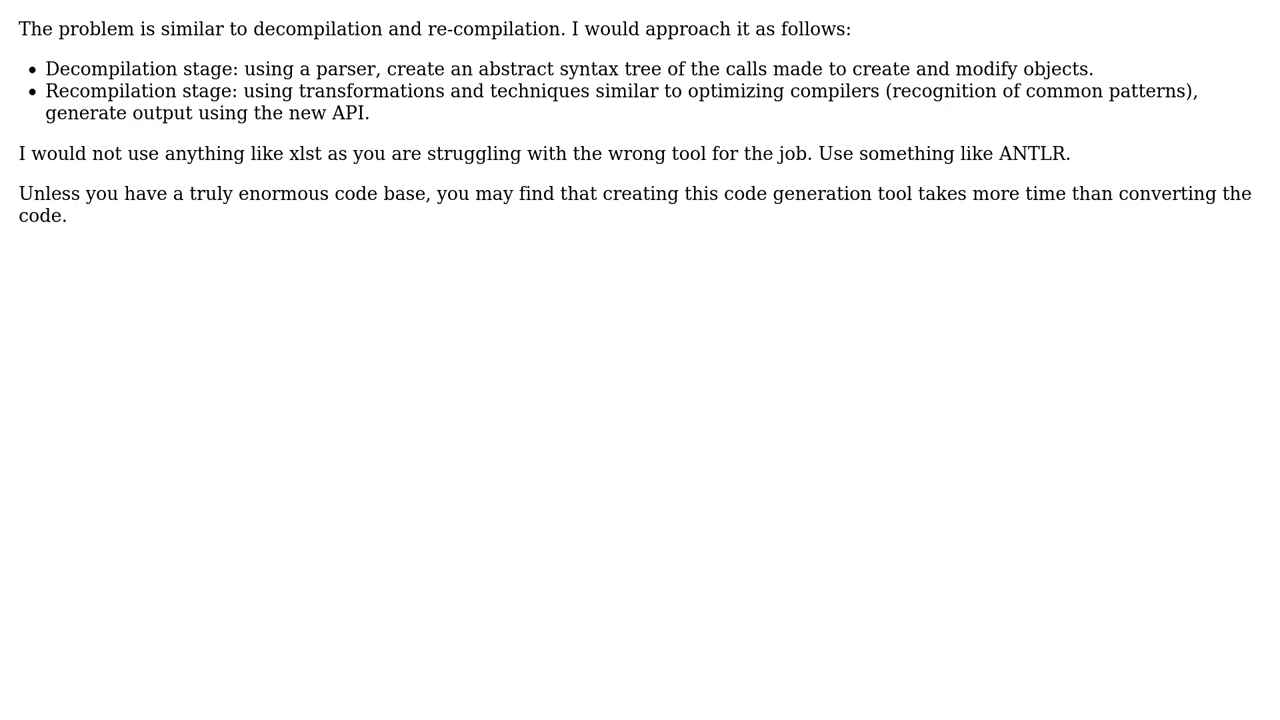 The problem is similar to decompilation and re-compilation. I would approach it as follows:
• Decompilation stage: using a parser, create an abstract syntax tree of the calls made to create and modify objects.
• Recompilation stage: using transformations and techniques similar to optimizing compilers (recognition of common patterns),
generate output using the new API.
I would not use anything like xlst as you are struggling with the wrong tool for the job. Use something like ANTLR.
Unless you have a truly enormous code base, you may find that creating this code generation tool takes more time than converting the
code.